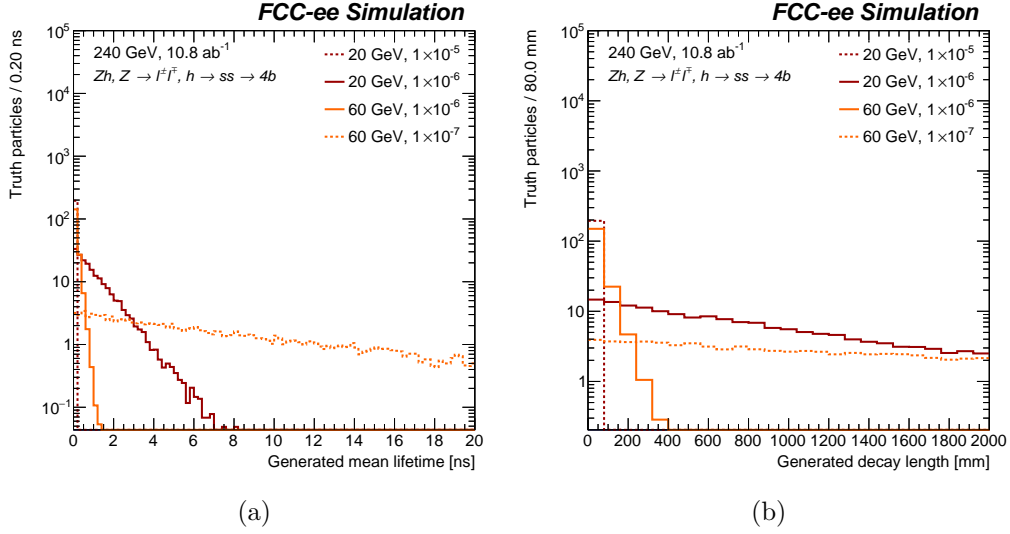 FCC-ee Simulation
240 GeV, 10.8 ab⁻¹
Zh, Z → l±l∓, h → ss → 4b
20 GeV, 1×10⁻⁵
20 GeV, 1×10⁻⁶
60 GeV, 1×10⁻⁶
60 GeV, 1×10⁻⁷
Truth particles / 0.20 ns
10⁵
10⁴
10³
10²
10
1
10⁻¹
0 2 4 6 8 10 12 14 16 18 20
Generated mean lifetime [ns]
(a)
FCC-ee Simulation
240 GeV, 10.8 ab⁻¹
Zh, Z → l±l∓, h → ss → 4b
20 GeV, 1×10⁻⁵
20 GeV, 1×10⁻⁶
60 GeV, 1×10⁻⁶
60 GeV, 1×10⁻⁷
Truth particles / 80.0 mm
10⁵
10⁴
10³
10²
10
1
0 200 400 600 800 1000 1200 1400 1600 1800 2000
Generated decay length [mm]
(b)